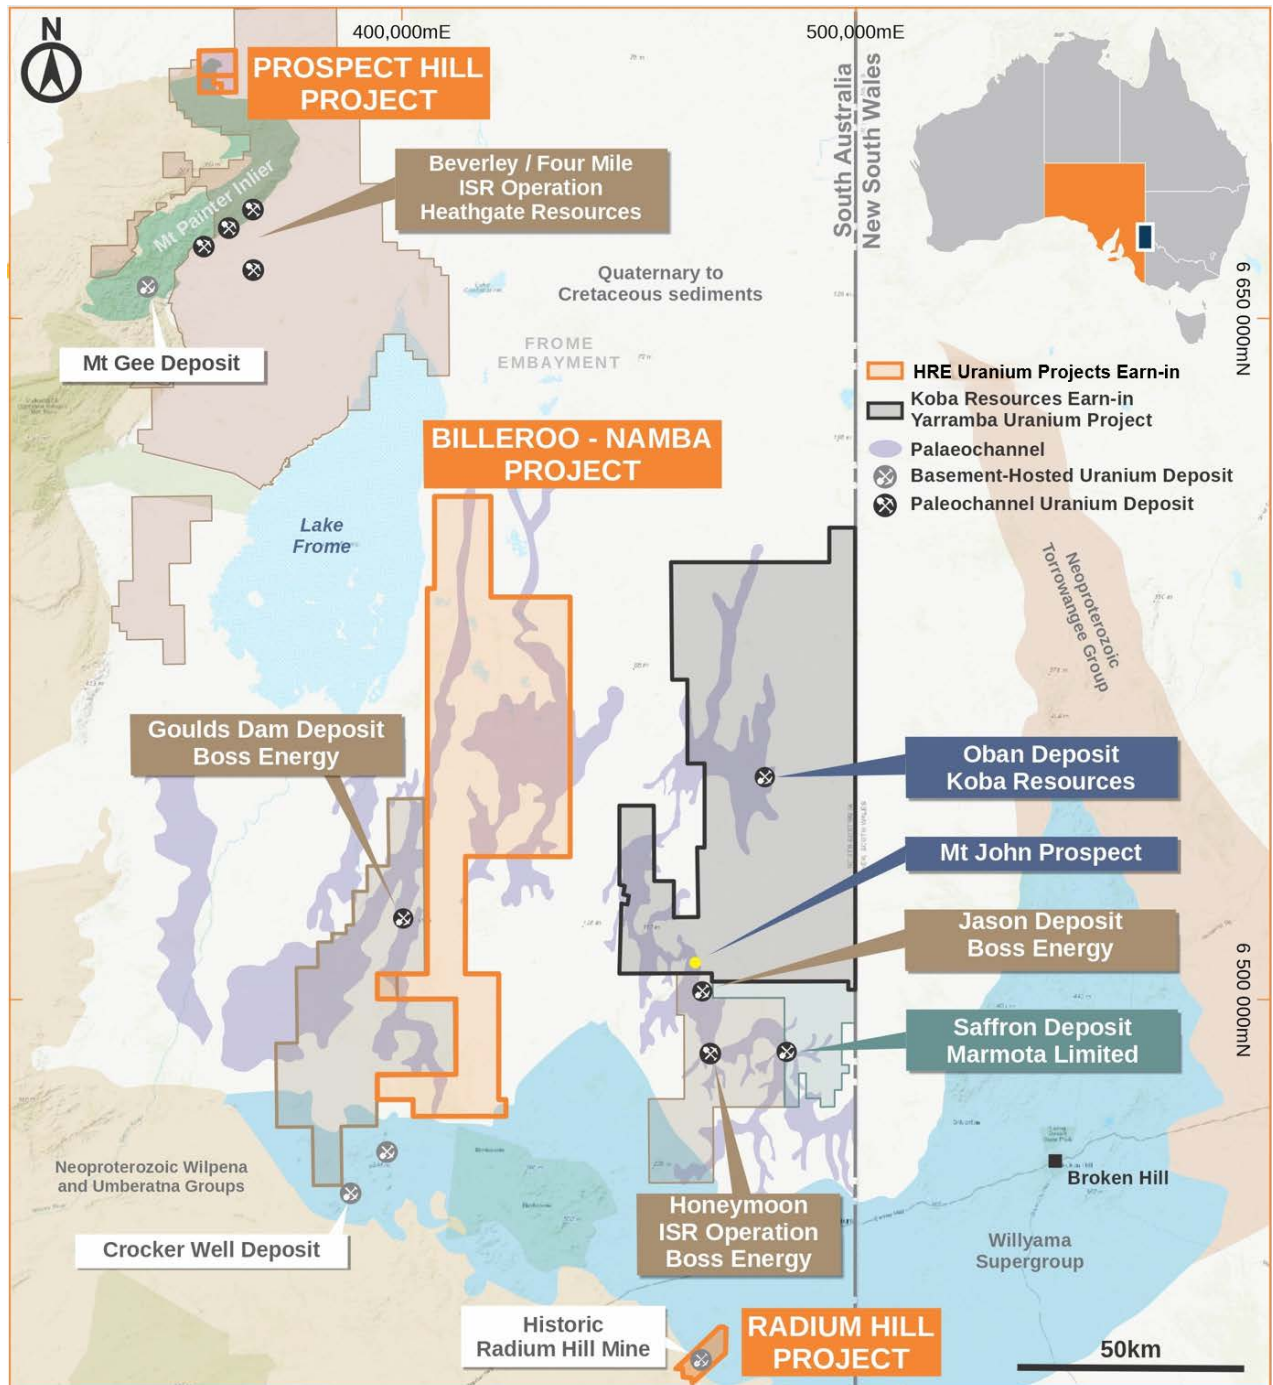 N
400,000mE
500,000mE
PROSPECT HILL
PROJECT
South Australia
New South Wales
Beverley / Four Mile
ISR Operation
Heathgate Resources
Mt Painter Inlier
Quaternary to
Cretaceous sediments
6 650 000mN
Mt Gee Deposit
FROME
EMBAYMENT
HRE Uranium Projects Earn-in
Koba Resources Earn-in
Yarramba Uranium Project
Palaeochannel
Basement-Hosted Uranium Deposit
Paleochannel Uranium Deposit
BILLEROO - NAMBA
PROJECT
Lake
Frome
Neoproterozoic
Torrowangee Group
Goulds Dam Deposit
Boss Energy
Oban Deposit
Koba Resources
Mt John Prospect
Jason Deposit
Boss Energy
6 500 000mN
Saffron Deposit
Marmota Limited
Neoproterozoic Wilpena
and Umberatna Groups
Broken Hill
Crocker Well Deposit
Honeymoon
ISR Operation
Boss Energy
Willyama
Supergroup
Historic
Radium Hill Mine
RADIUM HILL
PROJECT
50km